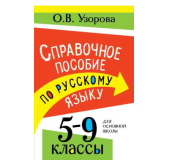 О.В. Узорова
СПРАВОЧНОЕ
ПОСОБИЕ
ПО РУССКОМУ
ЯЗЫКУ
5-9
для основной
школы
КЛАССЫ